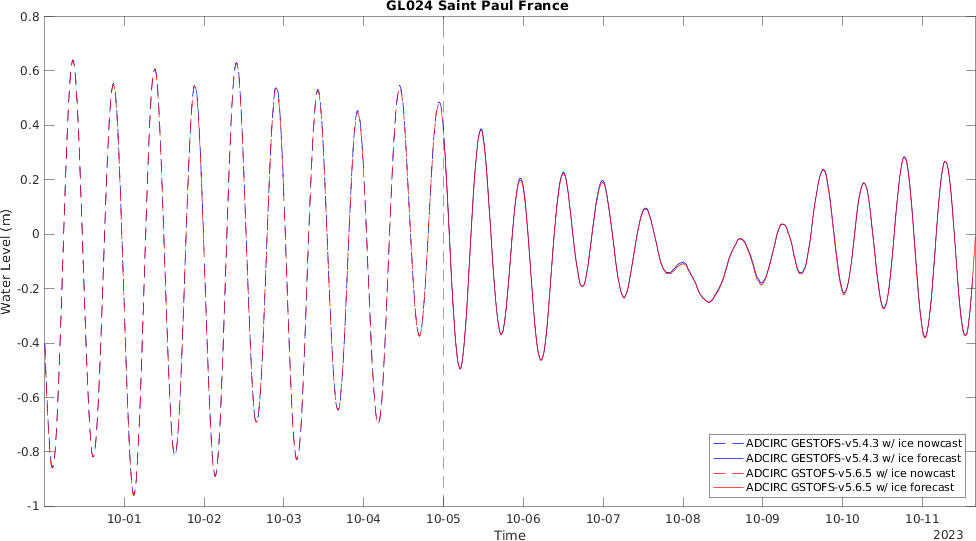 GL024 Saint Paul France
0.8
0.6
0.4
0.2
0
-0.2
-0.4
-0.6
-0.8
-1
Water Level (m)
ADCIRC GESTOFS-v5.4.3 w/ ice nowcast
ADCIRC GESTOFS-v5.4.3 w/ ice forecast
ADCIRC GSTOFS-v5.6.5 w/ ice nowcast
ADCIRC GSTOFS-v5.6.5 w/ ice forecast
10-01 10-02 10-03 10-04 10-05 10-06 10-07 10-08 10-09 10-10 10-11
Time
2023